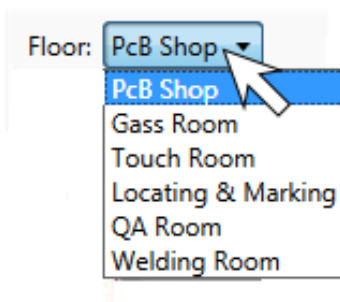 Floor: PcB Shop
PcB Shop
Gass Room
Touch Room
Locating & Marking
QA Room
Welding Room